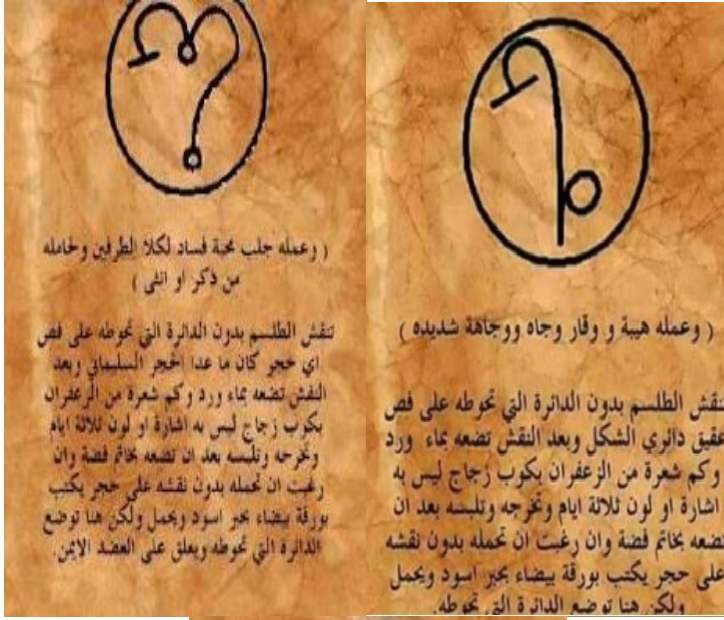 ( وعمله هيبة و وقار وجاه ووجاهة شديده )
تنقش الطلسم بدون الدائرة التي تحوطه على فص
عقيق دائري الشكل وبعد النقش تضعه بماء ورد
وكم شعرة من الزعفران بكوب زجاج ليس به
اشارة او لون ثلاثة ايام وتخرجه وتلبسه بعد ان
تضعه بخاتم فضة وان رغبت ان تحمله بدون نقشه
على حجر يكتب بورقة بيضاء بحبر اسود ويحمل
ولكن هنا توضع الدائرة التي تحوطه.
( وعمله جلب محبة فساد لكلا الطرفين ولحامله
من ذكر او انثى )
تنقش الطلسم بدون الدائرة التي تحوطه على فص
اي حجر كان ما عدا الحجر السليماني وبعد
النقش تضعه بماء ورد وكم شعرة من الزعفران
بكوب زجاج ليس به اشارة او لون ثلاثة ايام
وتخرجه وتلبسه بعد ان تضعه بخاتم فضة وان
رغبت ان تحمله بدون نقشه على حجر يكتب
بورقة بيضاء بحبر اسود ويحمل ولكن هنا توضع
الدائرة التي تحوطه ويعلق على العضد الايمن.